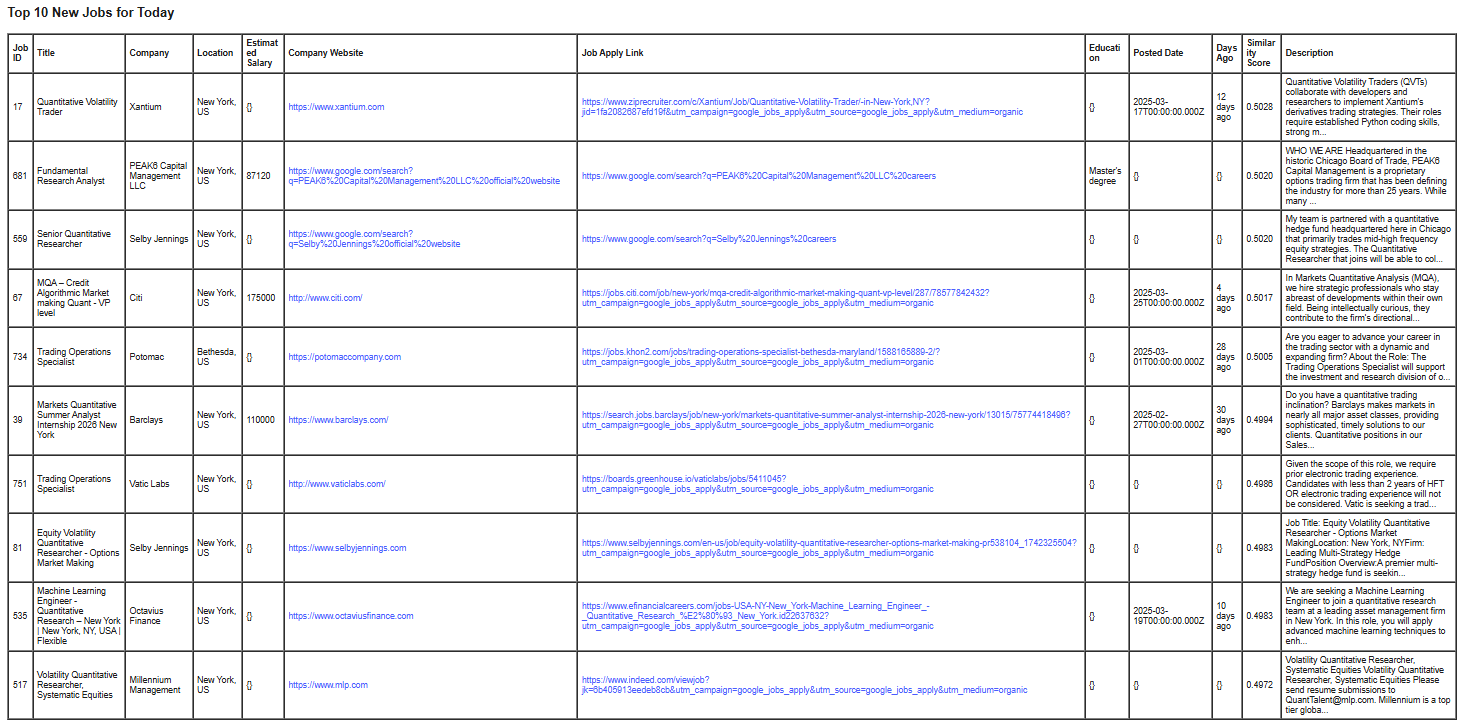 Top 10 New Jobs for Today
Job ID | Title | Company | Location | Estimated Salary | Company Website | Job Apply Link | Education | Posted Date | Days Ago | Similarity Score | Description
17 | Quantitative Volatility Trader | Xantium | New York, US | {} | https://www.xantium.com | https://www.ziprecruiter.com/c/Xantium/Job/Quantitative-Volatility-Trader/-in-New-York,NY?jid=1fa2082687efd19f&utm_campaign=google_jobs_apply&utm_source=google_jobs_apply&utm_medium=organic | {} | 2025-03-17T00:00:00.000Z | 12 days ago | 0.5028 | Quantitative Volatility Traders (QVTs) collaborate with developers and researchers to implement Xantium's derivatives trading strategies. Their roles require established Python coding skills, strong m...
681 | Fundamental Research Analyst | PEAK6 Capital Management LLC | New York, US | 87120 | https://www.google.com/search?q=PEAK6%20Capital%20Management%20LLC%20official%20website | https://www.google.com/search?q=PEAK6%20Capital%20Management%20LLC%20careers | Master's degree | {} | {} | 0.5020 | WHO WE ARE Headquartered in the historic Chicago Board of Trade, PEAK6 Capital Management is a proprietary options trading firm that has been defining the industry for more than 25 years. While many ...
559 | Senior Quantitative Researcher | Selby Jennings | New York, US | {} | https://www.google.com/search?q=Selby%20Jennings%20official%20website | https://www.google.com/search?q=Selby%20Jennings%20careers | {} | {} | {} | 0.5020 | My team is partnered with a quantitative hedge fund headquartered here in Chicago that primarily trades mid-high frequency equity strategies. The Quantitative Researcher that joins will be able to col...
67 | MQA – Credit Algorithmic Market making Quant - VP level | Citi | New York, US | 175000 | http://www.citi.com/ | https://jobs.citi.com/job/new-york/mqa-credit-algorithmic-market-making-quant-vp-level/287/78577842432?utm_campaign=google_jobs_apply&utm_source=google_jobs_apply&utm_medium=organic | {} | 2025-03-25T00:00:00.000Z | 4 days ago | 0.5017 | In Markets Quantitative Analysis (MQA), we hire strategic professionals who stay abreast of developments within their own field. Being intellectually curious, they contribute to the firm's directional...
734 | Trading Operations Specialist | Potomac | Bethesda, US | {} | https://potomaccompany.com | https://jobs.khon2.com/jobs/trading-operations-specialist-bethesda-maryland/1588165889-2/?utm_campaign=google_jobs_apply&utm_source=google_jobs_apply&utm_medium=organic | {} | 2025-03-01T00:00:00.000Z | 28 days ago | 0.5005 | Are you eager to advance your career in the trading sector with a dynamic and expanding firm? About the Role: The Trading Operations Specialist will support the investment and research division of o...
39 | Markets Quantitative Summer Analyst Internship 2026 New York | Barclays | New York, US | 110000 | https://www.barclays.com/ | https://search.jobs.barclays/job/new-york/markets-quantitative-summer-analyst-internship-2026-new-york/13015/75774418496?utm_campaign=google_jobs_apply&utm_source=google_jobs_apply&utm_medium=organic | {} | 2025-02-27T00:00:00.000Z | 30 days ago | 0.4994 | Do you have a quantitative trading inclination? Barclays makes markets in nearly all major asset classes, providing sophisticated, timely solutions to our clients. Quantitative positions in our Sales...
751 | Trading Operations Specialist | Vatic Labs | New York, US | {} | http://www.vaticlabs.com/ | https://boards.greenhouse.io/vaticlabs/jobs/5411045?utm_campaign=google_jobs_apply&utm_source=google_jobs_apply&utm_medium=organic | {} | {} | {} | 0.4986 | Given the scope of this role, we require prior electronic trading experience. Candidates with less than 2 years of HFT OR electronic trading experience will not be considered. Vatic is seeking a trad...
81 | Equity Volatility Quantitative Researcher - Options Market Making | Selby Jennings | New York, US | {} | https://www.selbyjennings.com | https://www.selbyjennings.com/en-us/job/equity-volatility-quantitative-researcher-options-market-making-pr538104_1742325504?utm_campaign=google_jobs_apply&utm_source=google_jobs_apply&utm_medium=organic | {} | {} | {} | 0.4983 | Job Title: Equity Volatility Quantitative Researcher - Options Market MakingLocation: New York, NYFirm: Leading Multi-Strategy Hedge FundPosition Overview:A premier multi-strategy hedge fund is seekin...
535 | Machine Learning Engineer - Quantitative Research – New York | New York, NY, USA | Flexible | Octavius Finance | New York, US | {} | https://www.octaviusfinance.com | https://www.efinancialcareers.com/jobs-USA-NY-New_York-Machine_Learning_Engineer_-_Quantitative_Research_%E2%80%93_New_York.id22637632?utm_campaign=google_jobs_apply&utm_source=google_jobs_apply&utm_medium=organic | {} | 2025-03-19T00:00:00.000Z | 10 days ago | 0.4983 | We are seeking a Machine Learning Engineer to join a quantitative research team at a leading asset management firm in New York. In this role, you will apply advanced machine learning techniques to enh...
517 | Volatility Quantitative Researcher, Systematic Equities | Millennium Management | New York, US | {} | https://www.mlp.com | https://www.indeed.com/viewjob?jk=6b405913eedeb8cb&utm_campaign=google_jobs_apply&utm_source=google_jobs_apply&utm_medium=organic | {} | {} | {} | 0.4972 | Volatility Quantitative Researcher, Systematic Equities Volatility Quantitative Researcher, Systematic Equities Please send resume submissions to QuantTalent@mlp.com. Millennium is a top tier globa...